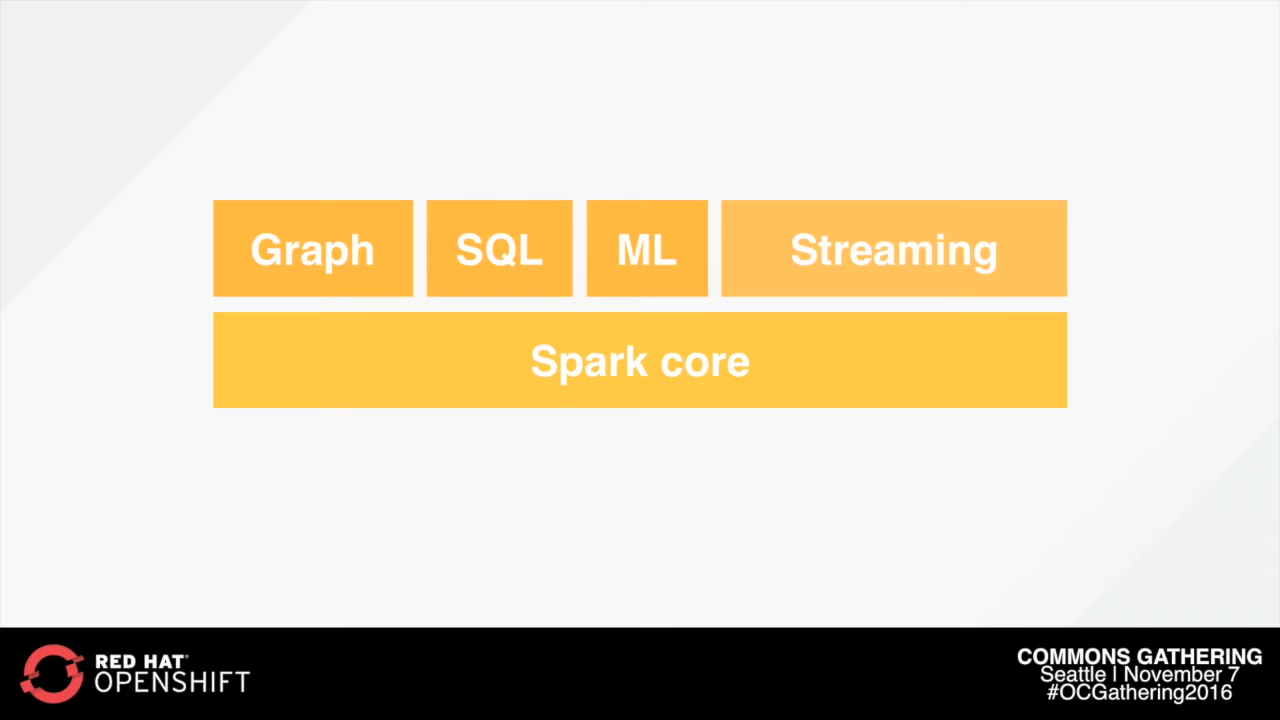 Graph SQL ML Streaming
Spark core
RED HAT®
OPENSHIFT
COMMONS GATHERING
Seattle | November 7
#OCGathering2016